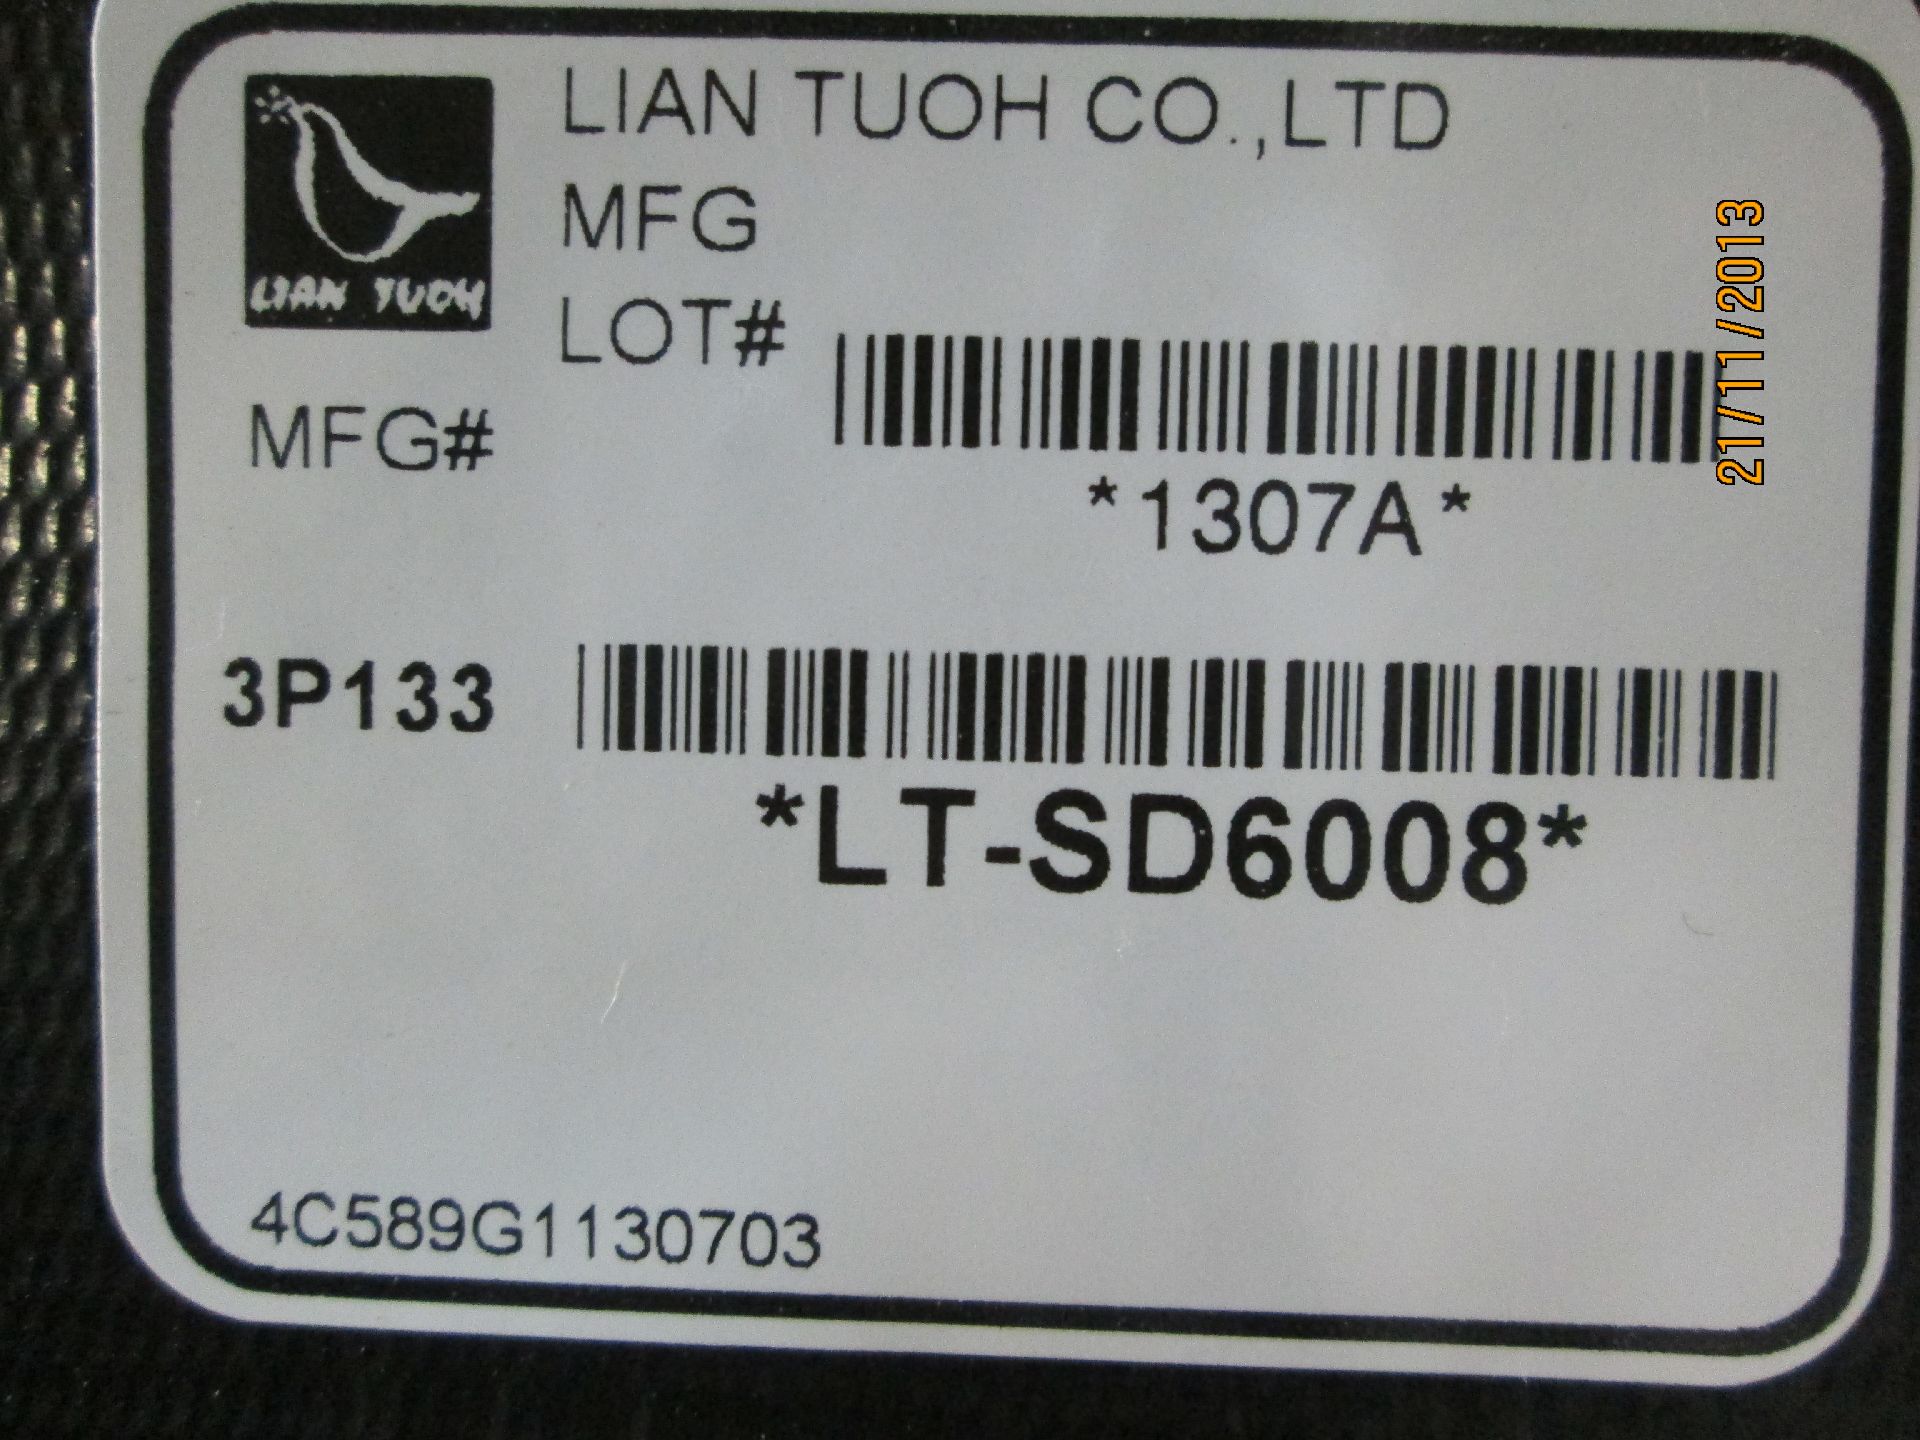 LIAN TUOH CO.,LTD
MFG
LOT#
LIAN TUOH
MFG#
*1307A*
3P133
*LT-SD6008*
4C589G1130703
21/11/2013